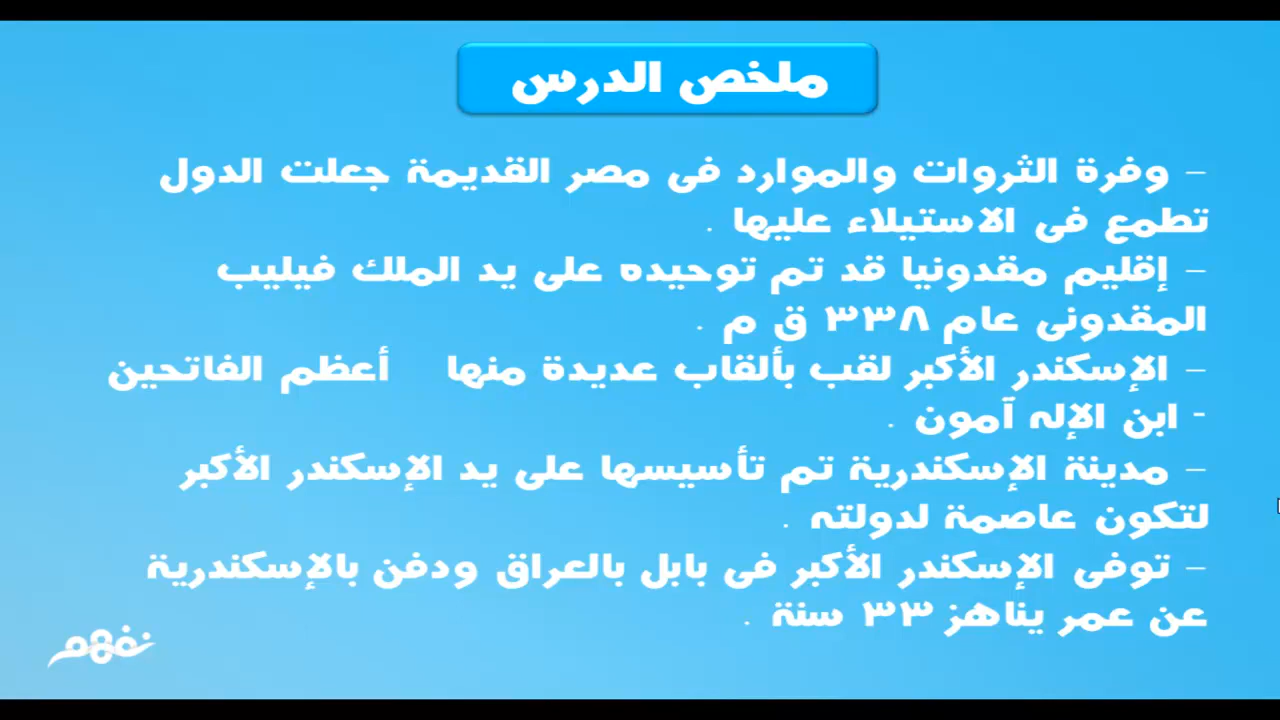 ملخص الدرس
– وفرة الثروات والموارد فى مصر القديمة جعلت الدول
تطمع فى الاستيلاء عليها .
– إقليم مقدونيا قد تم توحيده على يد الملك فيليب
المقدونى عام ٣٣٨ ق م .
– الإسكندر الأكبر لقب بألقاب عديدة منها أعظم الفاتحين
- ابن الإله آمون .
– مدينة الإسكندرية تم تأسيسها على يد الإسكندر الأكبر
لتكون عاصمة لدولته .
– توفى الإسكندر الأكبر فى بابل بالعراق ودفن بالإسكندرية
عن عمر يناهز ٣٣ سنة .
نفهم